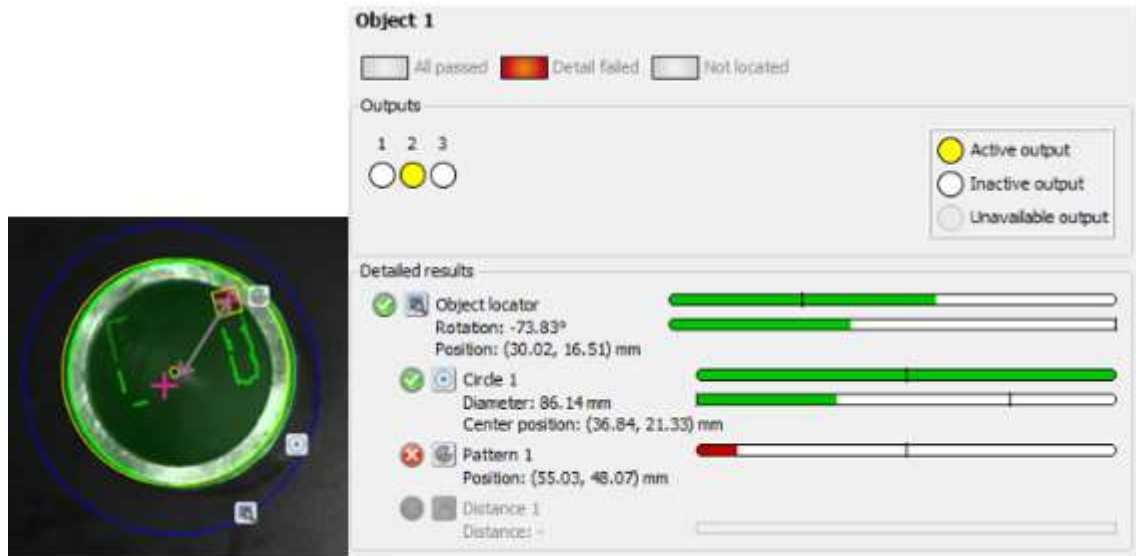 Object 1
All passed Detail failed Not located
Outputs
1 2 3
Active output
Inactive output
Unavailable output
Detailed results
Object locator
Rotation: -73.83°
Position: (30.02, 16.51) mm
Circle 1
Diameter: 86.14 mm
Center position: (36.84, 21.33) mm
Pattern 1
Position: (55.03, 48.07) mm
Distance 1
Distance: -